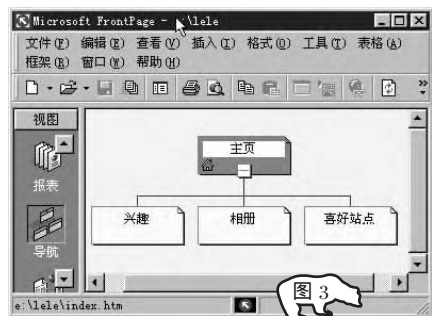 Microsoft FrontPage - :\lele
文件(F) 编辑(E) 查看(V) 插入(I) 格式(O) 工具(T) 表格(A)
框架(R) 窗口(W) 帮助(H)
视图
报表
导航
主页
兴趣 相册 喜好站点
图 3
e:\lele\index.htm